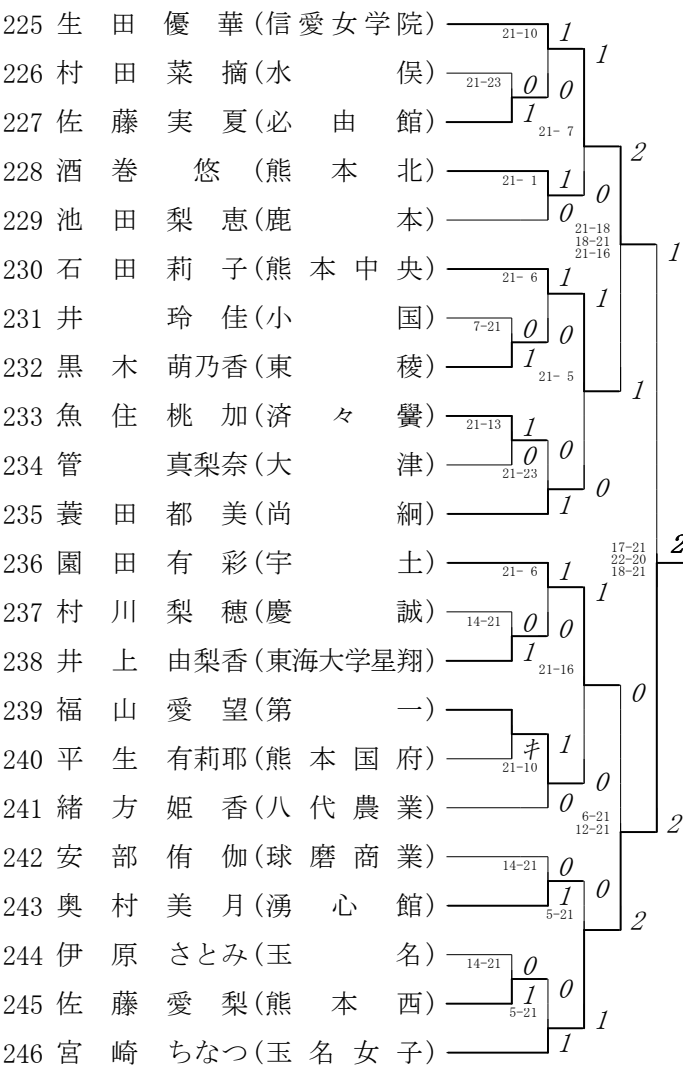 225 生 田 優 華 (信愛女学院)
21-10 1
1
226 村 田 菜 摘 (水 俣)
21-23 0 0
227 佐 藤 実 夏 (必 由 館)
1
21- 7
2
228 酒 巻 悠 (熊 本 北)
21- 1 1
0
229 池 田 梨 恵 (鹿 本)
0
21-18
18-21
21-16
1
230 石 田 莉 子 (熊 本 中 央)
21- 6 1
1
231 井 玲 佳 (小 国)
7-21 0 0
232 黒 木 萌乃香 (東 稜)
1
21- 5
1
233 魚 住 桃 加 (済 々 黌)
21-13 1
0
234 管 真梨奈 (大 津)
0
21-23
0
235 蓑 田 都 美 (尚 絅)
1
17-21
22-20
18-21
2
236 園 田 有 彩 (宇 土)
21- 6 1
1
237 村 川 梨 穂 (慶 誠)
14-21 0 0
238 井 上 由梨香 (東海大学星翔)
1
21-16
0
239 福 山 愛 望 (第 一)
240 平 生 有莉耶 (熊 本 国 府)
キ 1
21-10
0
241 緒 方 姫 香 (八 代 農 業)
0
6-21
12-21
2
242 安 部 侑 伽 (球 磨 商 業)
14-21 0
0
243 奥 村 美 月 (湧 心 館)
1
5-21
2
244 伊 原 さとみ (玉 名)
14-21 0
0
245 佐 藤 愛 梨 (熊 本 西)
1
5-21
1
246 宮 崎 ちなつ (玉 名 女 子)
1